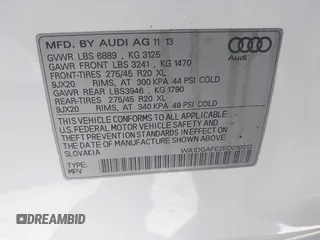 MFD. BY AUDI AG 11 13
GVWR LBS 6889 , KG 3125
GAWR FRONT LBS 3241 , KG 1470
FRONT-TIRES 275/45 R20 XL
9JX20 RIMS, AT 300 KPA/ 44 PSI COLD
GAWR REAR LBS3946 , KG 1790
REAR-TIRES 275/45 R20 XL
9JX20 RIMS, AT 340 KPA/ 49 PSI COLD
THIS VEHICLE CONFORMS TO ALL APPLICABLE
FEDERAL MOTOR VEHICLE SAFETY, BUMPER, AND
THEFT PREVENTION STANDARDS IN EFFECT ON
THE DATE OF MANUFACTURE SHOWN ABOVE.
SLOVAKIA
TYPE:
MPV
Audi
DCAUTO.HISTORY